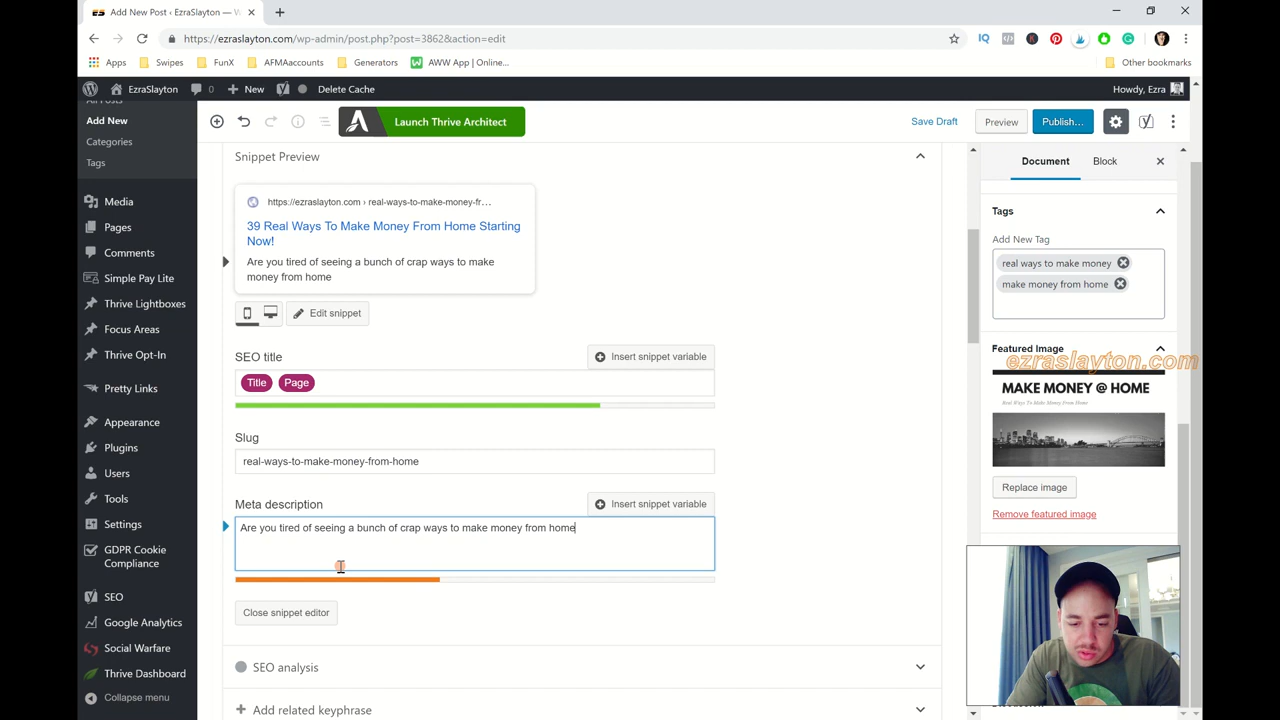 Add New Post ‹ EzraSlayton — W
https://ezraslayton.com/wp-admin/post.php?post=3862&action=edit
Apps Swipes FunX AFMAaccounts Generators AWW App | Online... Other bookmarks
EzraSlayton 0 New Delete Cache Howdy, Ezra
All Posts
Add New
Categories
Tags
Media
Pages
Comments
Simple Pay Lite
Thrive Lightboxes
Focus Areas
Thrive Opt-In
Pretty Links
Appearance
Plugins
Users
Tools
Settings
GDPR Cookie
Compliance
SEO
Google Analytics
Social Warfare
Thrive Dashboard
Collapse menu
Launch Thrive Architect
Save Draft Preview Publish...
Snippet Preview
https://ezraslayton.com › real-ways-to-make-money-fr...
39 Real Ways To Make Money From Home Starting
Now!
Are you tired of seeing a bunch of crap ways to make
money from home
Edit snippet
SEO title Insert snippet variable
Title Page
Slug
real-ways-to-make-money-from-home
Meta description Insert snippet variable
Are you tired of seeing a bunch of crap ways to make money from home
Close snippet editor
SEO analysis
Add related keyphrase
Document Block
Tags
Add New Tag
real ways to make money
make money from home
Featured Image
ezraslayton.com
MAKE MONEY @ HOME
Real Ways To Make Money From Home
Replace image
Remove featured image